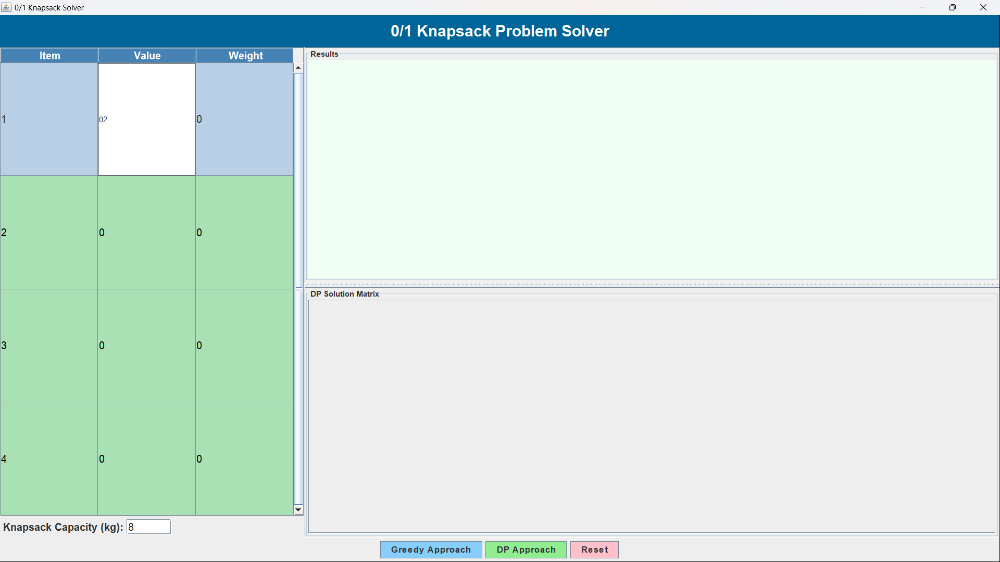 0/1 Knapsack Solver
0/1 Knapsack Problem Solver
Item Value Weight
1 02 0
2 0 0
3 0 0
4 0 0
Knapsack Capacity (kg): 8
Results
DP Solution Matrix
Greedy Approach DP Approach Reset